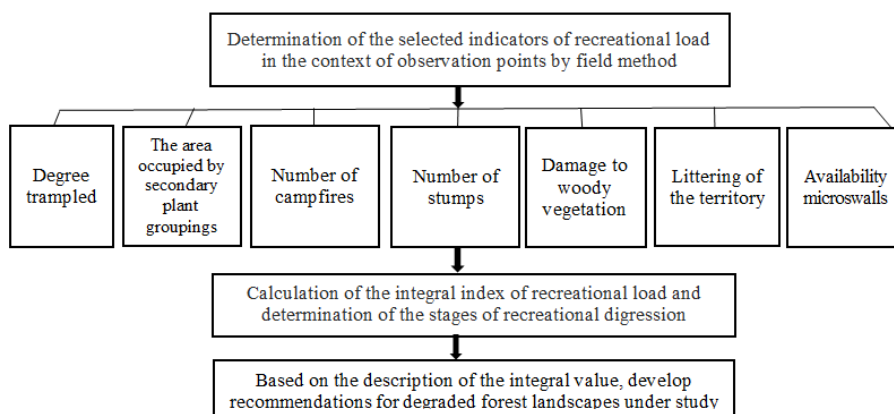 Determination of the selected indicators of recreational load
in the context of observation points by field method
Degree
trampled
The area
occupied by
secondary
plant
groupings
Number of
campfires
Number of
stumps
Damage to
woody
vegetation
Littering of
the territory
Availability
microswalls
Calculation of the integral index of recreational load and
determination of the stages of recreational digression
Based on the description of the integral value, develop
recommendations for degraded forest landscapes under study